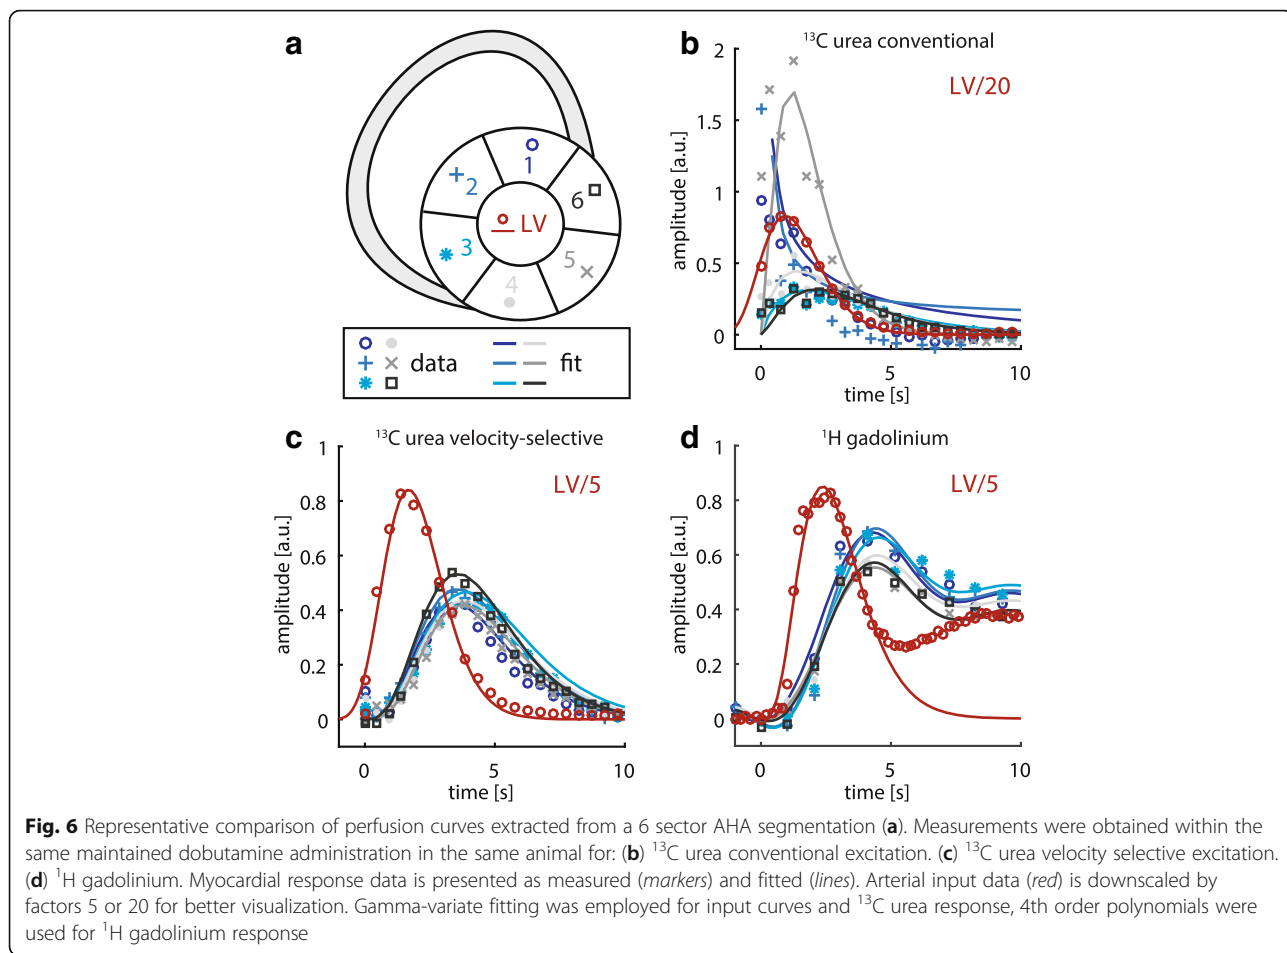 a
1
2
3
4
5
6
LV
data
fit
b
¹³C urea conventional
LV/20
amplitude [a.u.]
2
1.5
1
0.5
0
0
5
10
time [s]
c
¹³C urea velocity-selective
LV/5
amplitude [a.u.]
1
0.8
0.6
0.4
0.2
0
0
5
10
time [s]
d
¹H gadolinium
LV/5
amplitude [a.u.]
1
0.8
0.6
0.4
0.2
0
0
5
10
time [s]
Fig. 6 Representative comparison of perfusion curves extracted from a 6 sector AHA segmentation (a). Measurements were obtained within the
same maintained dobutamine administration in the same animal for: (b) ¹³C urea conventional excitation. (c) ¹³C urea velocity selective excitation.
(d) ¹H gadolinium. Myocardial response data is presented as measured (markers) and fitted (lines). Arterial input data (red) is downscaled by
factors 5 or 20 for better visualization. Gamma-variate fitting was employed for input curves and ¹³C urea response, 4th order polynomials were
used for ¹H gadolinium response